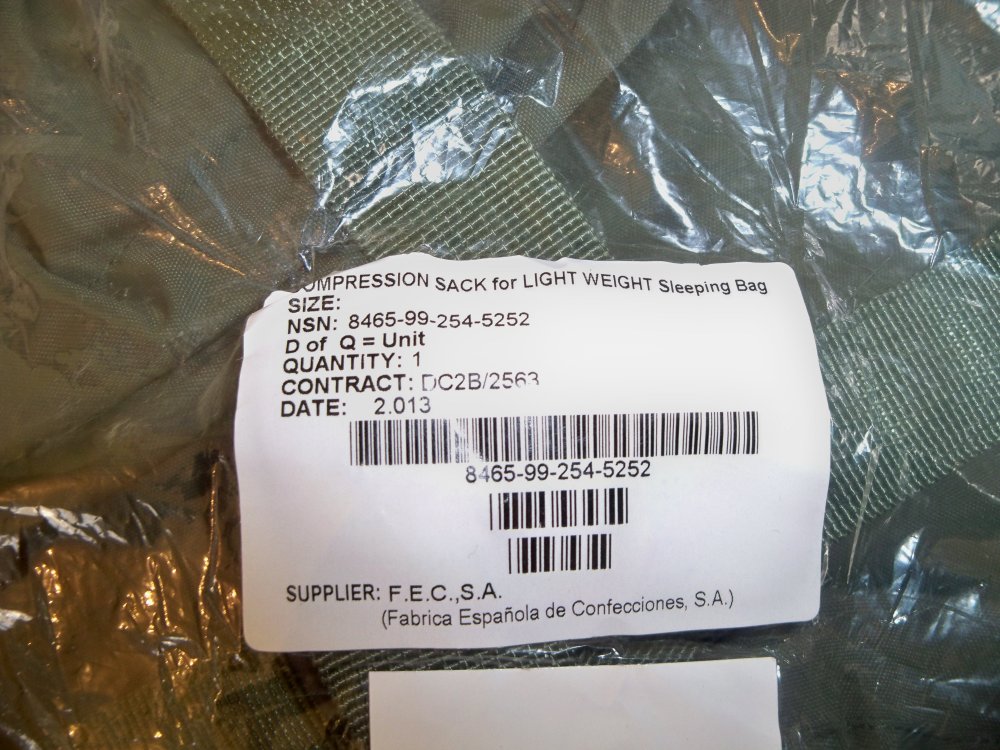 COMPRESSION SACK for LIGHT WEIGHT Sleeping Bag
SIZE:
NSN: 8465-99-254-5252
D of Q = Unit
QUANTITY: 1
CONTRACT: DC2B/2563
DATE: 2.013
8465-99-254-5252
SUPPLIER: F.E.C.,S.A.
(Fabrica Española de Confecciones, S.A.)